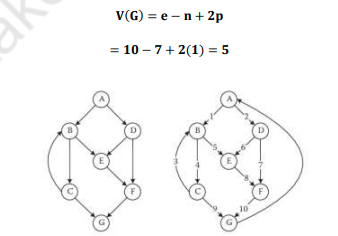 V(G) = e − n + 2p
= 10 − 7 + 2(1) = 5
A
A
1
2
B
D
B
D
5
6
E
E
3
4
7
8
C
F
C
F
9
10
G
G